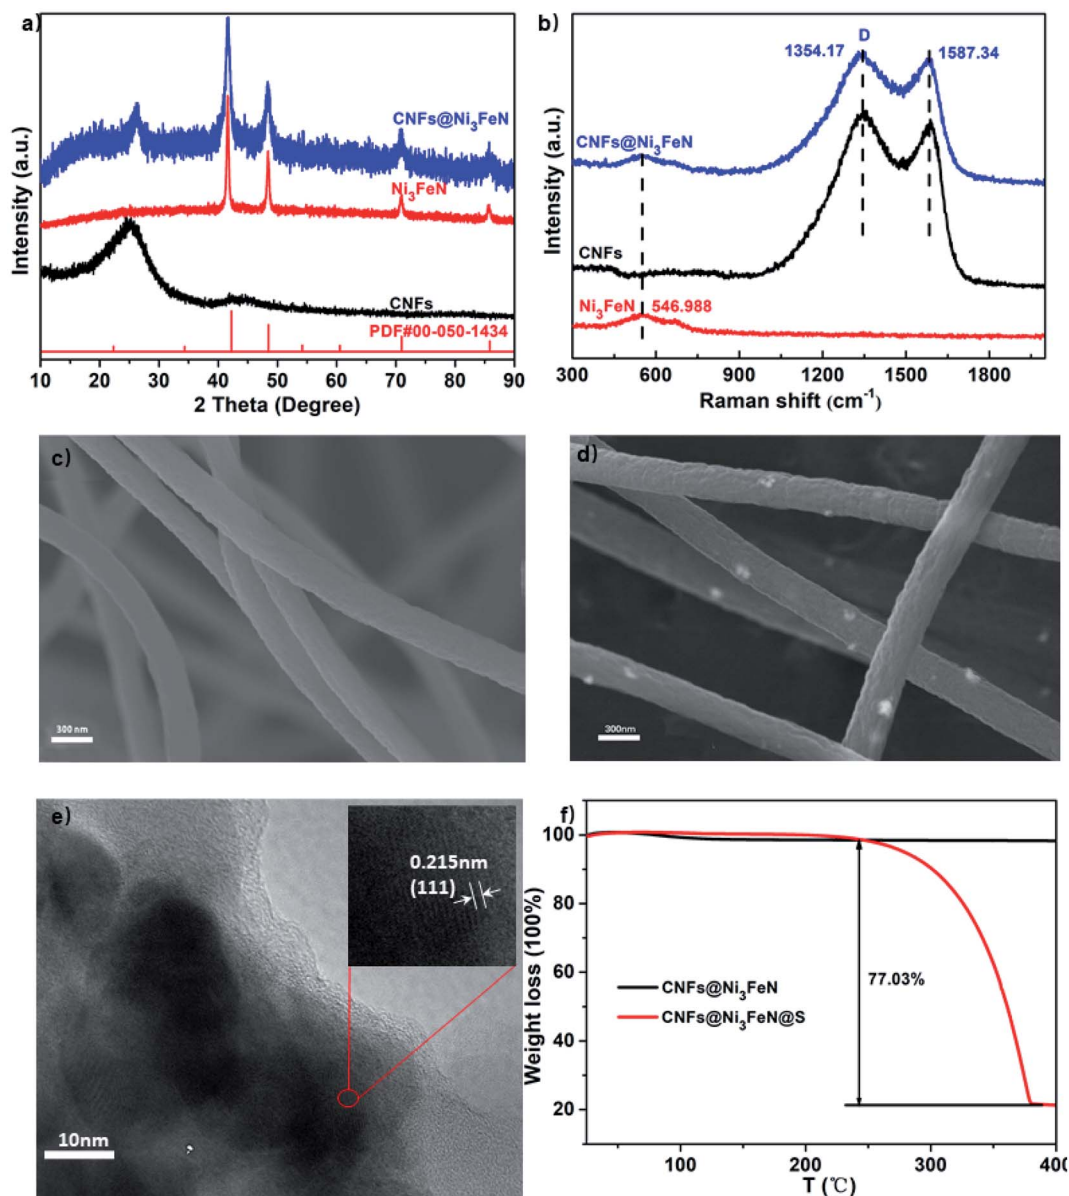 a)
CNFs@Ni3FeN
Ni3FeN
CNFs
PDF#00-050-1434
Intensity (a.u.)
10 20 30 40 50 60 70 80 90
2 Theta (Degree)
b)
D
1354.17
1587.34
CNFs@Ni3FeN
CNFs
Ni3FeN
546.988
Intensity (a.u.)
300 600 900 1200 1500 1800
Raman shift (cm-1)
c)
300 nm
d)
300nm
e)
0.215nm
(111)
10nm
f)
100
80
60
40
20
Weight loss (100%)
77.03%
CNFs@Ni3FeN
CNFs@Ni3FeN@S
100 200 300 400
T (℃)